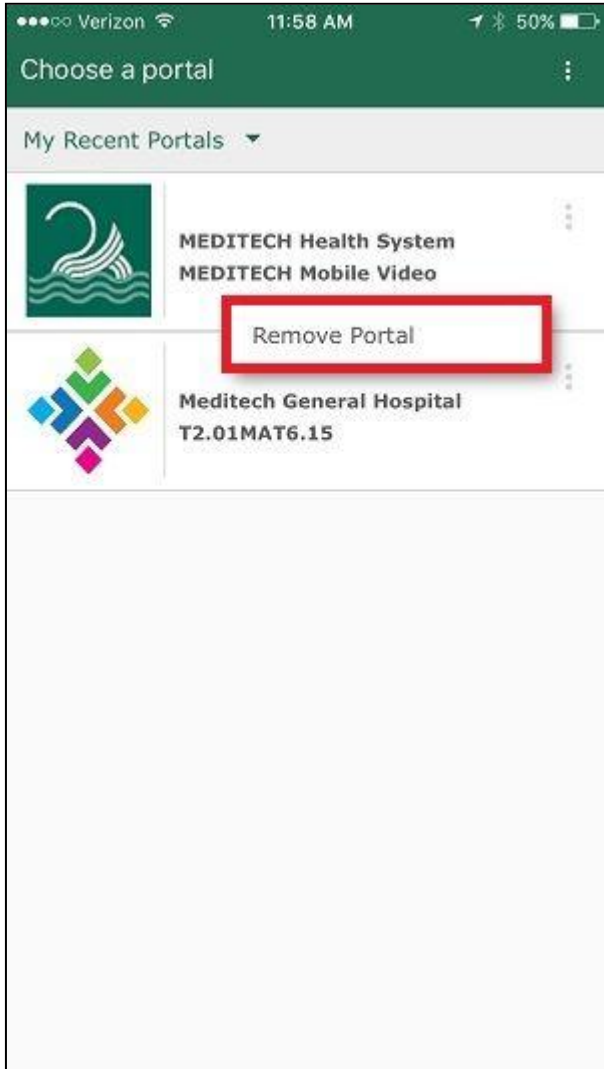 Verizon 11:58 AM 50%
Choose a portal
My Recent Portals
MEDITECH Health System
MEDITECH Mobile Video
Remove Portal
Meditech General Hospital
T2.01MAT6.15